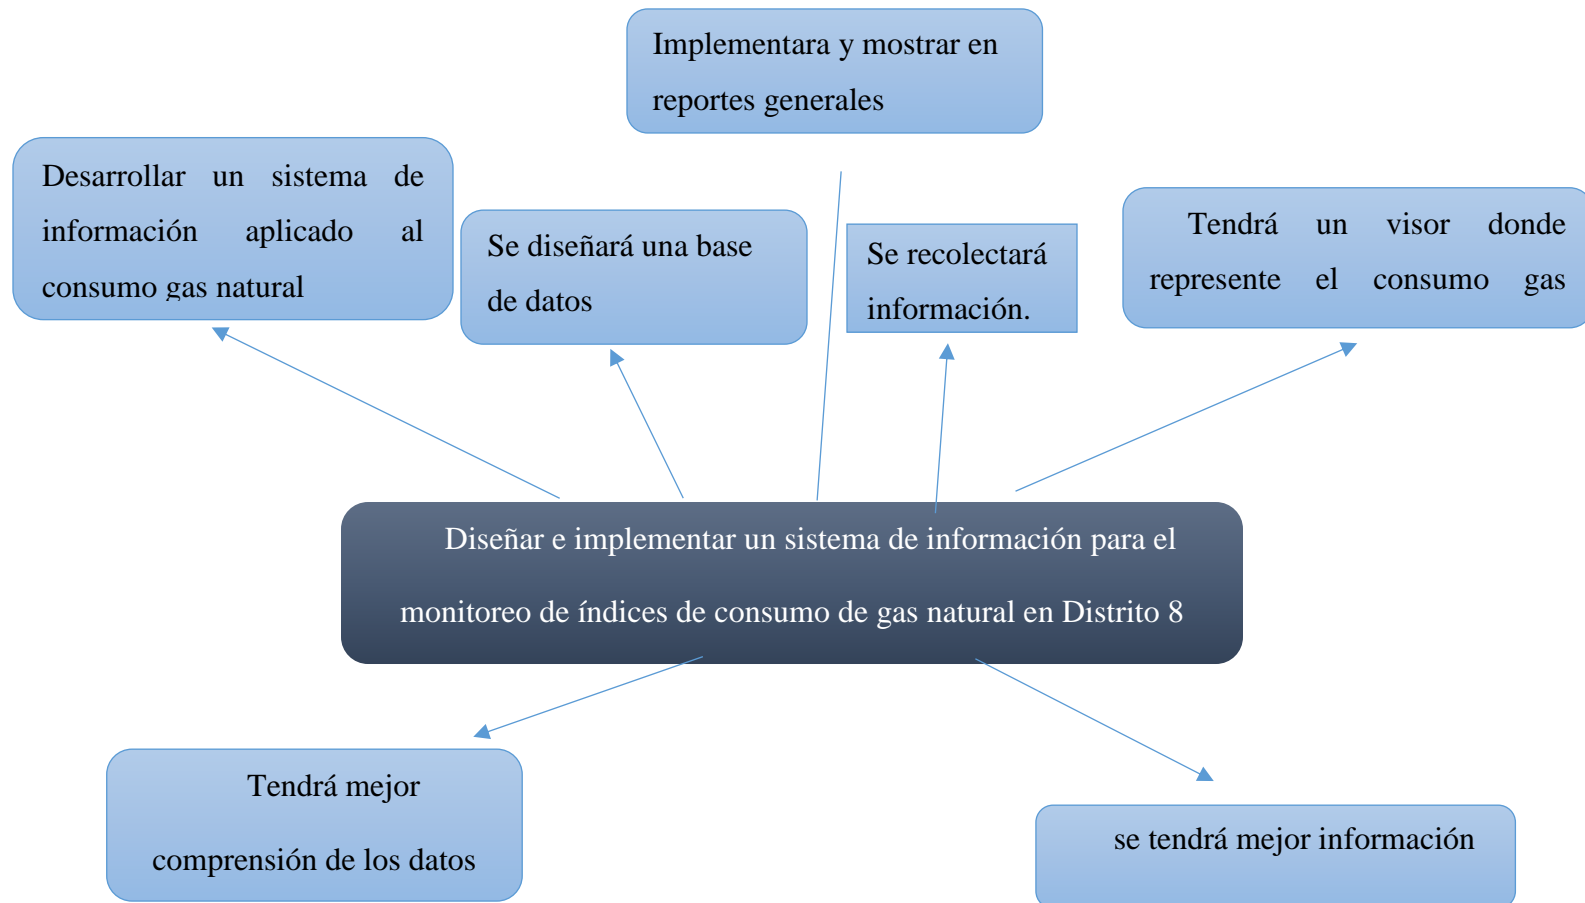 Implementara y mostrar en
reportes generales
Desarrollar un sistema de
información aplicado al
consumo gas natural
Se diseñará una base
de datos
Se recolectará
información.
Tendrá un visor donde
represente el consumo gas
Diseñar e implementar un sistema de información para el
monitoreo de índices de consumo de gas natural en Distrito 8
Tendrá mejor
comprensión de los datos
se tendrá mejor información